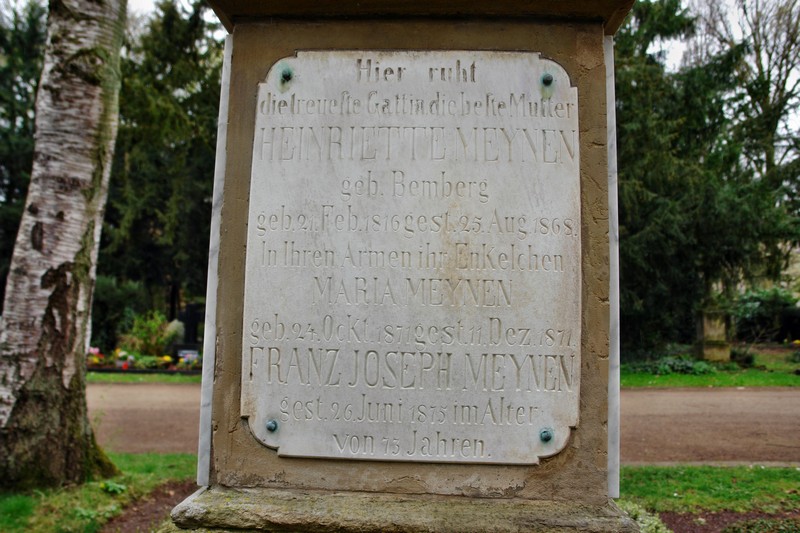 Hier ruht
die treueste Gattin die beste Mutter
HEINRIETTE MEYNEN
geb. Bemberg
geb. 21. Feb. 1816 gest. 25. Aug. 1868.
In Ihren Armen ihr Enkelchen
MARIA MEYNEN
geb. 24. Ockt. 1871 gest. 11. Dez. 1871.
FRANZ JOSEPH MEYNEN
gest. 26. Juni 1875 im Alter
von 73 Jahren.